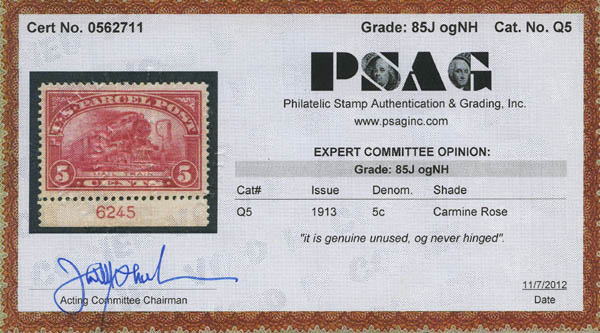 Cert No. 0562711
Grade: 85J ogNH Cat. No. Q5
PSAG
Philatelic Stamp Authentication & Grading, Inc.
www.psaginc.com
U.S. PARCEL POST
MAIL TRAIN
5 CENTS 5
6245
EXPERT COMMITTEE OPINION:
Grade: 85J ogNH
Cat# Issue Denom. Shade
Q5 1913 5c Carmine Rose
"it is genuine unused, og never hinged".
Acting Committee Chairman
11/7/2012
Date